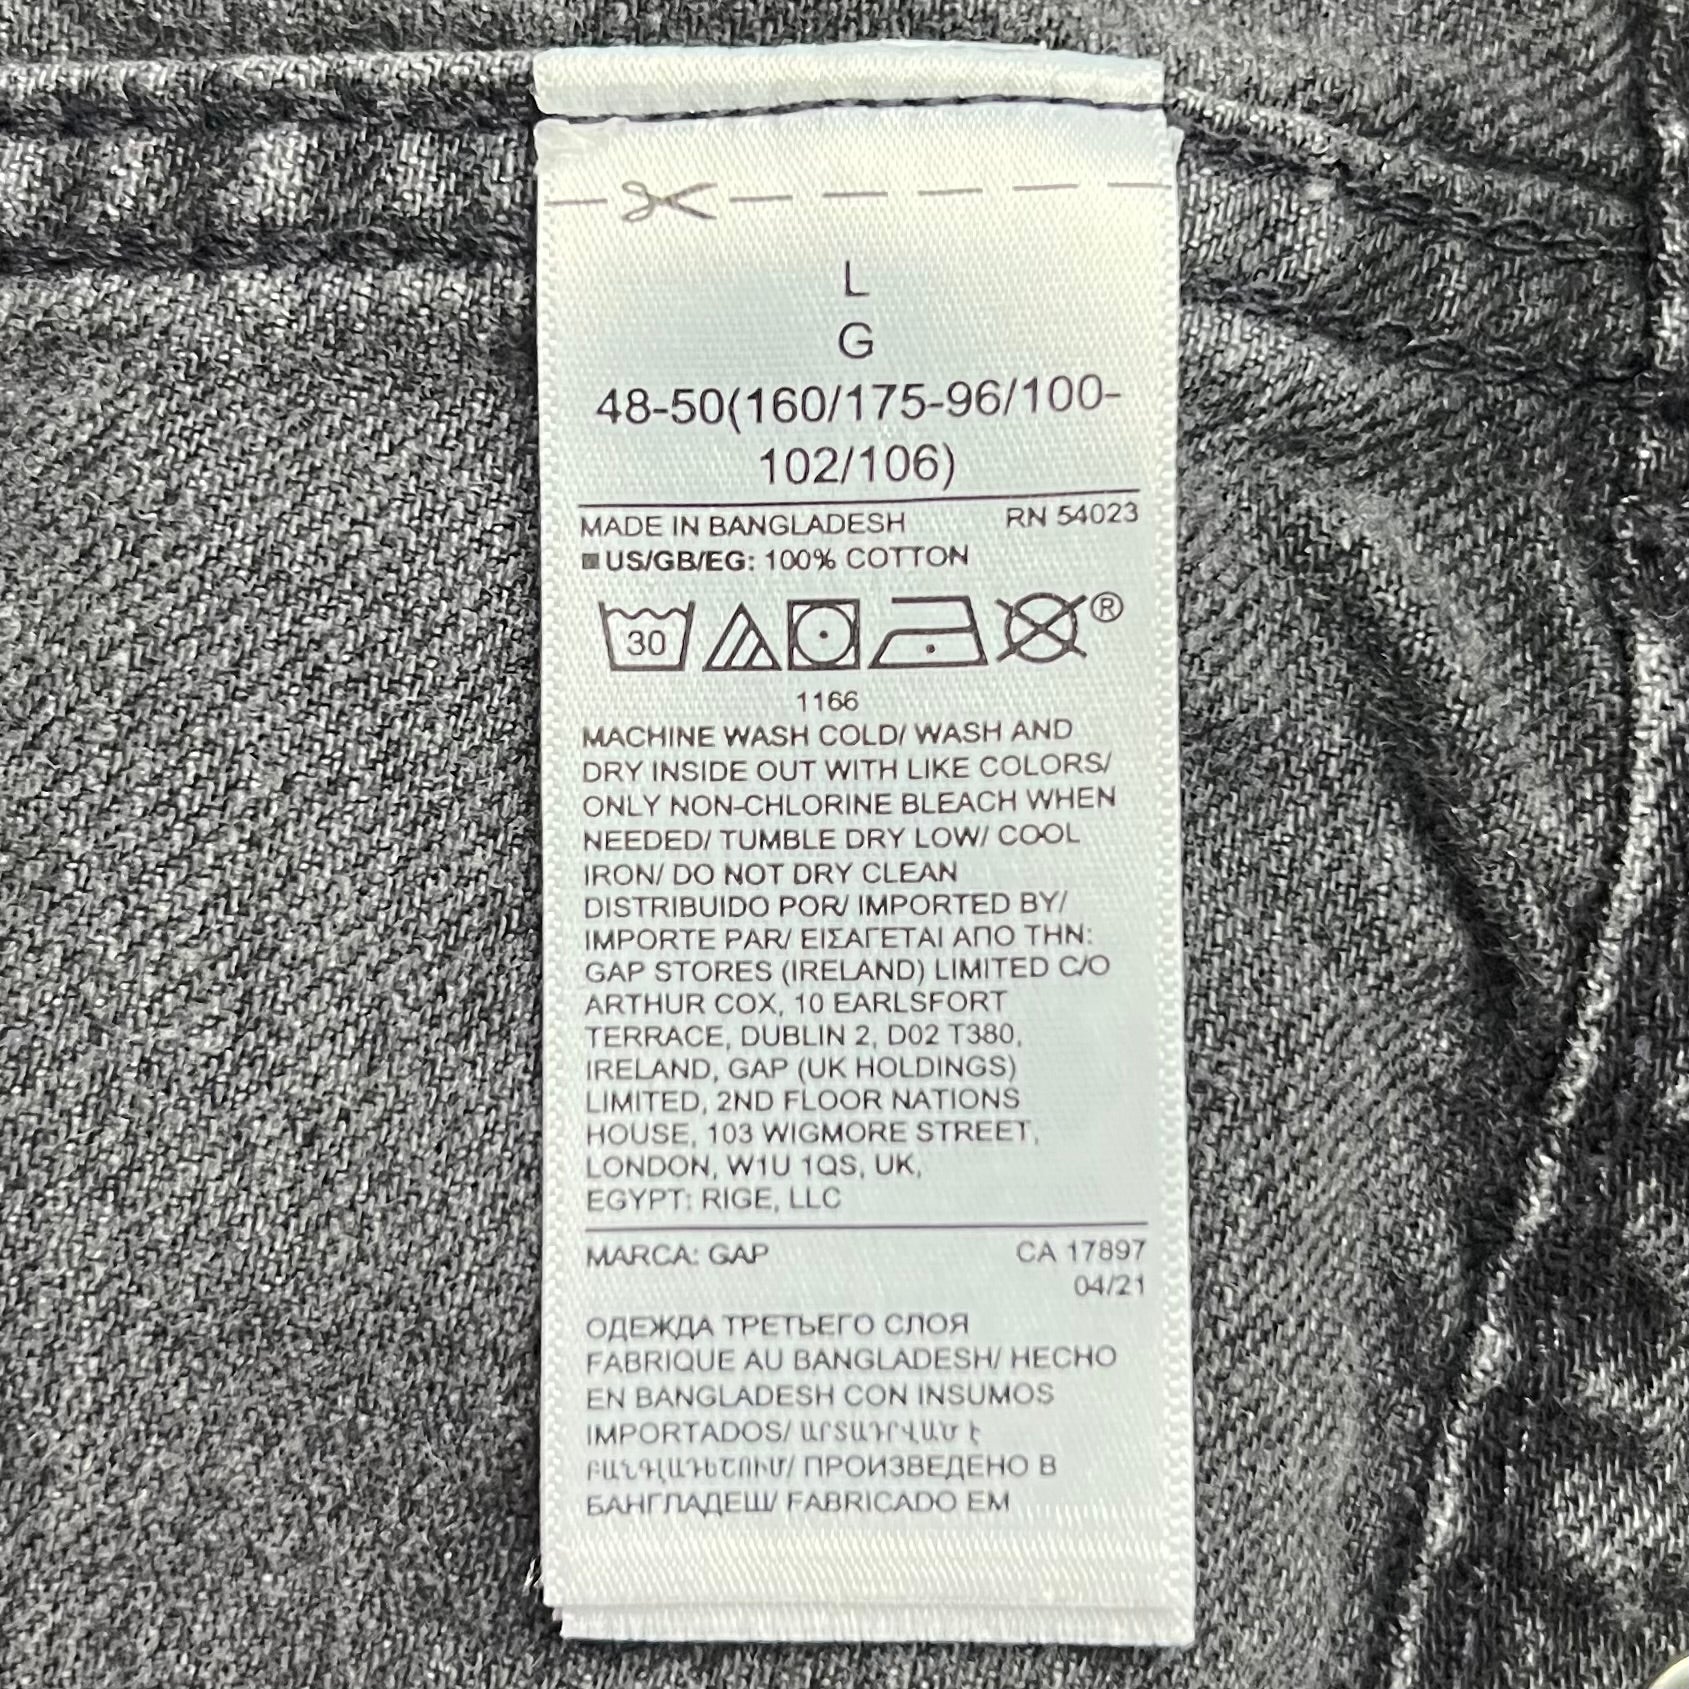 L
G
48-50(160/175-96/100-
102/106)
MADE IN BANGLADESH RN 54023
US/GB/EG: 100% COTTON
30
®
1166
MACHINE WASH COLD/ WASH AND
DRY INSIDE OUT WITH LIKE COLORS/
ONLY NON-CHLORINE BLEACH WHEN
NEEDED/ TUMBLE DRY LOW/ COOL
IRON/ DO NOT DRY CLEAN
DISTRIBUIDO POR/ IMPORTED BY/
IMPORTE PAR/ ΕΙΣΑΓΕΤΑΙ ΑΠΟ ΤΗΝ:
GAP STORES (IRELAND) LIMITED C/O
ARTHUR COX, 10 EARLSFORT
TERRACE, DUBLIN 2, D02 T380,
IRELAND, GAP (UK HOLDINGS)
LIMITED, 2ND FLOOR NATIONS
HOUSE, 103 WIGMORE STREET,
LONDON, W1U 1QS, UK,
EGYPT: RIGE, LLC
MARCA: GAP CA 17897
04/21
ОДЕЖДА ТРЕТЬЕГО СЛОЯ
FABRIQUE AU BANGLADESH/ HECHO
EN BANGLADESH CON INSUMOS
IMPORTADOS/ ԱՐՏԱԴՐՎԱԾ Է
ԲԱՆԳԼԱԴԵՇՈՒՄ/ ПРОИЗВЕДЕНО В
БАНГЛАДЕШ/ FABRICADO EM